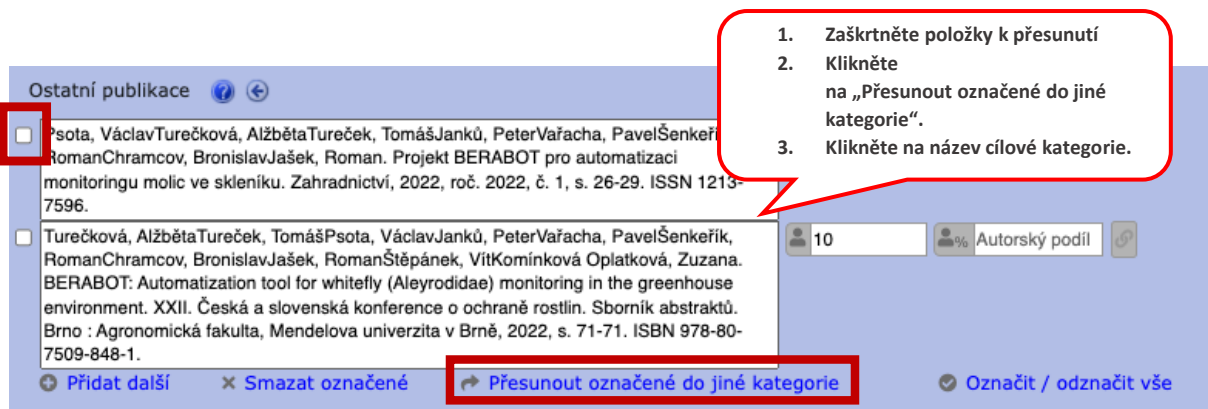 1. Zaškrtněte položky k přesunutí
2. Klikněte
na „Přesunout označené do jiné
kategorie“.
3. Klikněte na název cílové kategorie.
Ostatní publikace
Psota, VáclavTurečková, AlžbětaTureček, TomášJanků, PeterVařacha, PavelŠenkeřík,
RomanChramcov, BronislavJašek, Roman. Projekt BERABOT pro automatizaci
monitoringu molic ve skleníku. Zahradnictví, 2022, roč. 2022, č. 1, s. 26-29. ISSN 1213-
7596.
Turečková, AlžbětaTureček, TomášPsota, VáclavJanků, PeterVařacha, PavelŠenkeřík,
RomanChramcov, BronislavJašek, RomanŠtěpánek, VítKomínková Oplatková, Zuzana.
BERABOT: Automatization tool for whitefly (Aleyrodidae) monitoring in the greenhouse
environment. XXII. Česká a slovenská konference o ochraně rostlin. Sborník abstraktů.
Brno : Agronomická fakulta, Mendelova univerzita v Brně, 2022, s. 71-71. ISBN 978-80-
7509-848-1.
10
% Autorský podíl
Přidat další
Smazat označené
Přesunout označené do jiné kategorie
Označit / odznačit vše